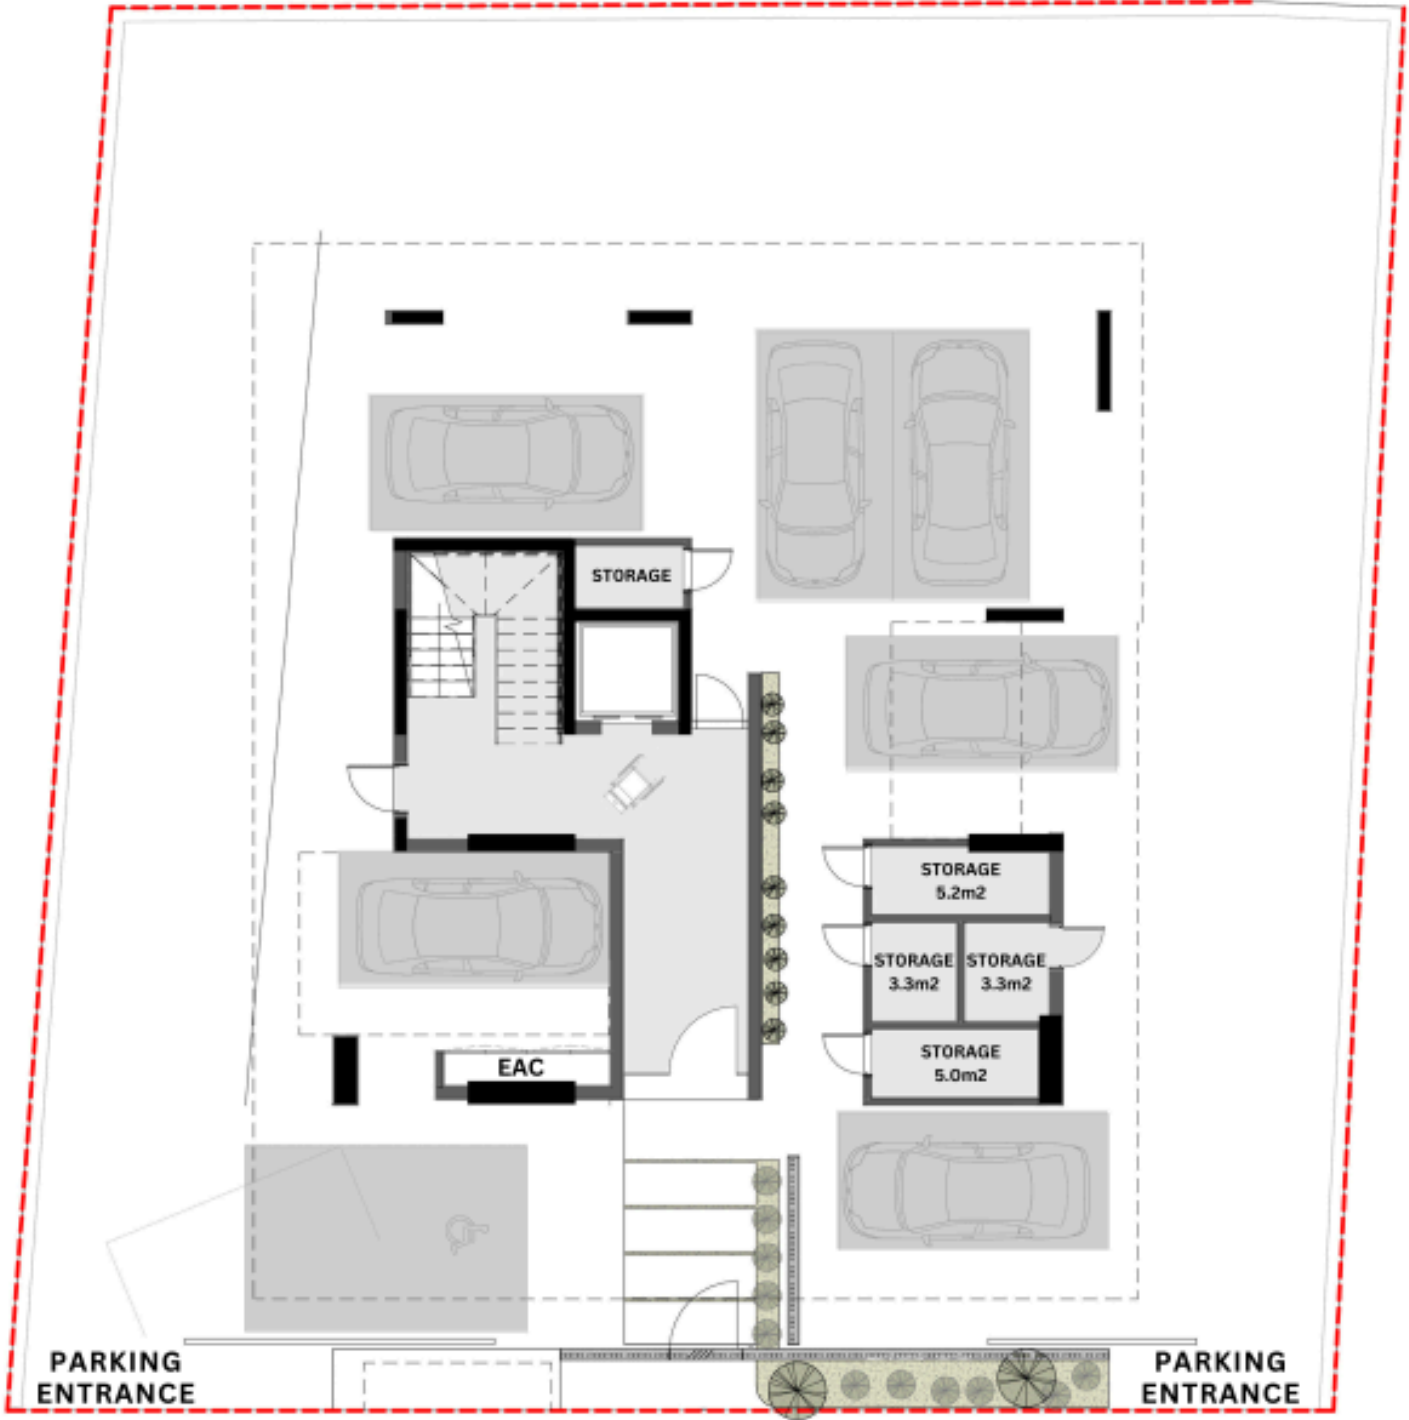 STORAGE
STORAGE
5.2m2
STORAGE
3.3m2
STORAGE
3.3m2
STORAGE
5.0m2
EAC
PARKING
ENTRANCE
PARKING
ENTRANCE